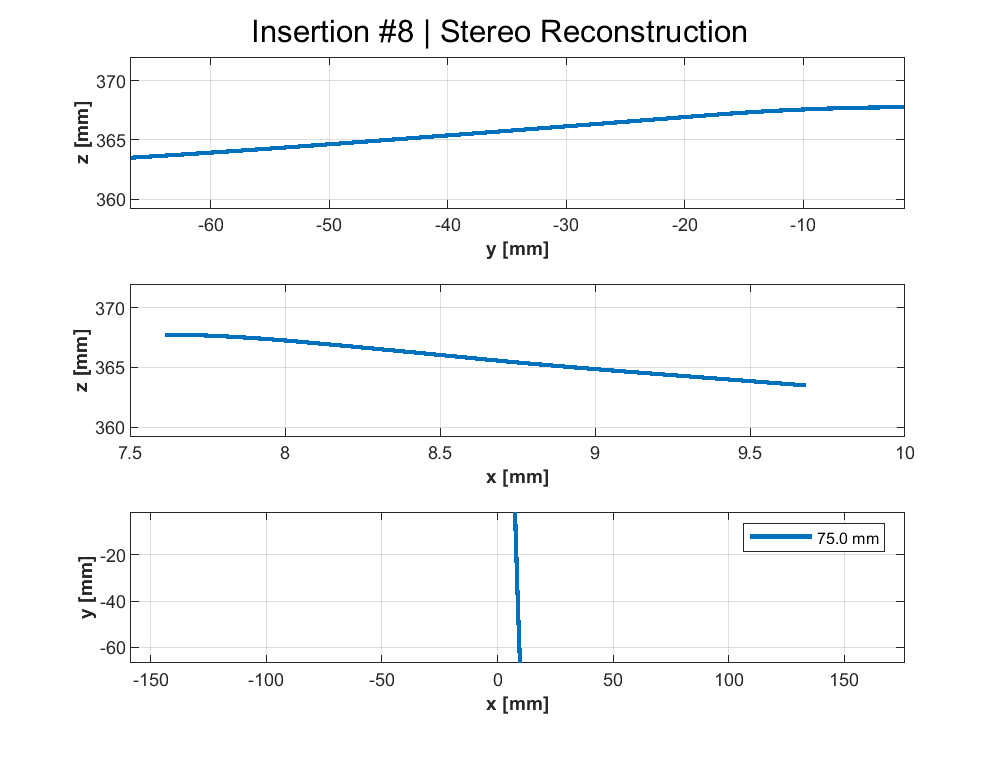 Insertion #8 | Stereo Reconstruction
370
365
360
z [mm]
-60 -50 -40 -30 -20 -10
y [mm]
370
365
360
z [mm]
7.5 8 8.5 9 9.5 10
x [mm]
75.0 mm
-20
-40
-60
y [mm]
-150 -100 -50 0 50 100 150
x [mm]